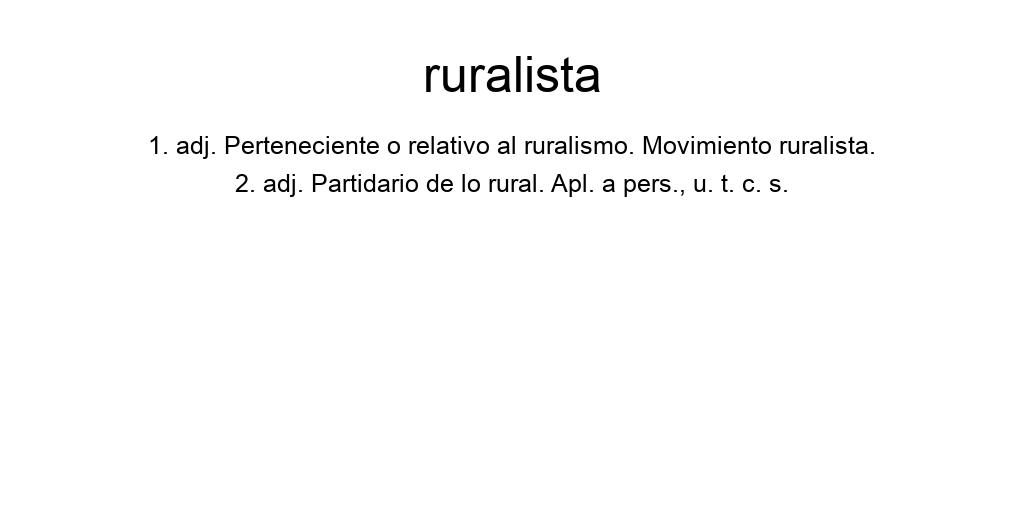 ruralista
1. adj. Perteneciente o relativo al ruralismo. Movimiento ruralista.
2. adj. Partidario de lo rural. Apl. a pers., u. t. c. s.